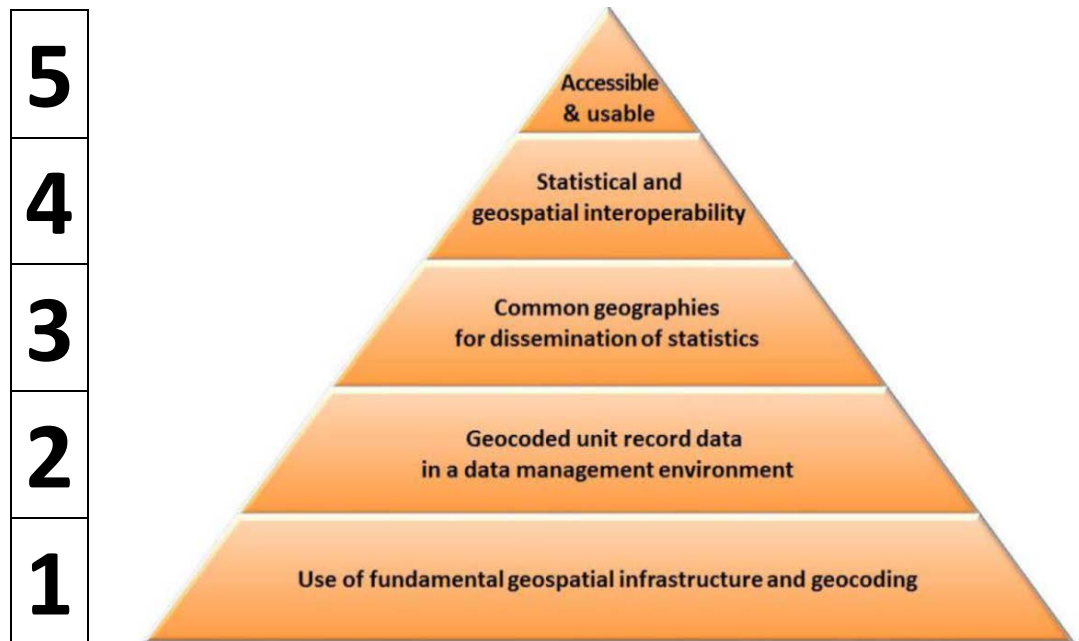 5
Accessible
& usable
4
Statistical and
geospatial interoperability
3
Common geographies
for dissemination of statistics
2
Geocoded unit record data
in a data management environment
1
Use of fundamental geospatial infrastructure and geocoding